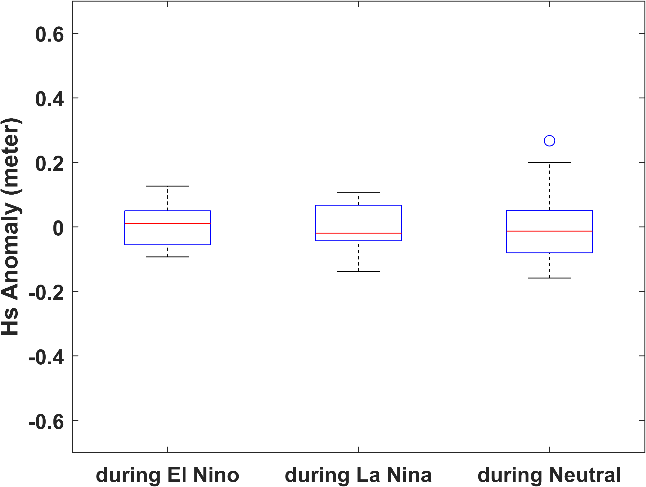 Hs Anomaly (meter)
0.6
0.4
0.2
0
-0.2
-0.4
-0.6
during El Nino
during La Nina
during Neutral